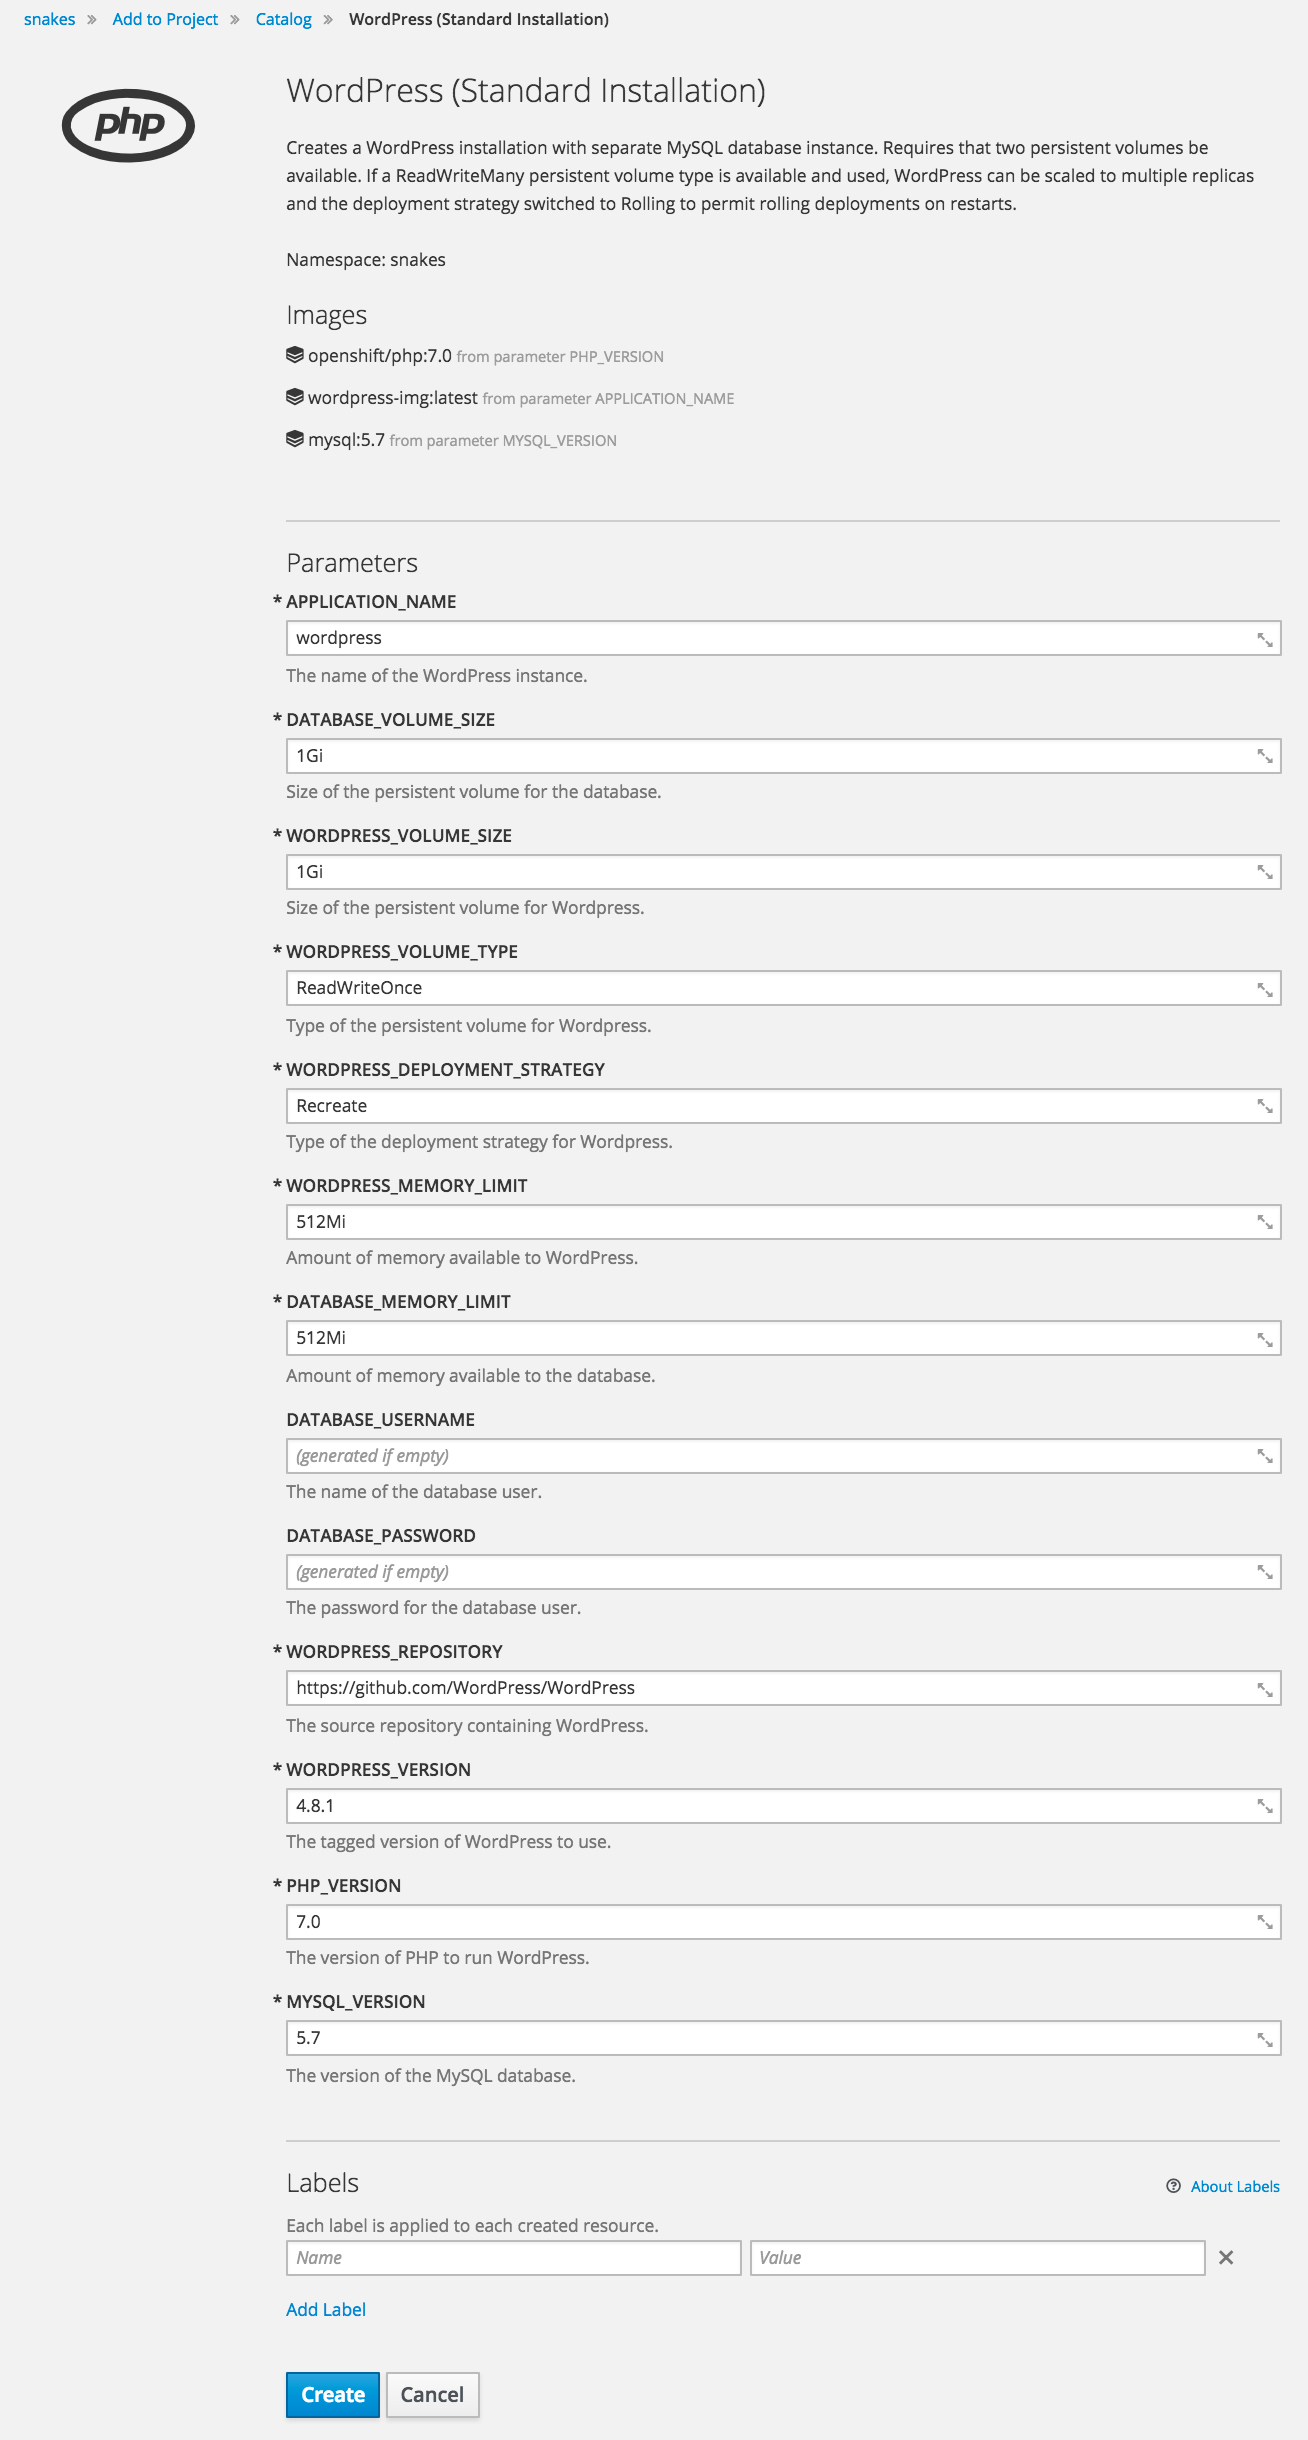 snakes » Add to Project » Catalog » WordPress (Standard Installation)
php
WordPress (Standard Installation)
Creates a WordPress installation with separate MySQL database instance. Requires that two persistent volumes be
available. If a ReadWriteMany persistent volume type is available and used, WordPress can be scaled to multiple replicas
and the deployment strategy switched to Rolling to permit rolling deployments on restarts.
Namespace: snakes
Images
openshift/php:7.0 from parameter PHP_VERSION
wordpress-img:latest from parameter APPLICATION_NAME
mysql:5.7 from parameter MYSQL_VERSION
Parameters
* APPLICATION_NAME
wordpress
The name of the WordPress instance.
* DATABASE_VOLUME_SIZE
1Gi
Size of the persistent volume for the database.
* WORDPRESS_VOLUME_SIZE
1Gi
Size of the persistent volume for Wordpress.
* WORDPRESS_VOLUME_TYPE
ReadWriteOnce
Type of the persistent volume for Wordpress.
* WORDPRESS_DEPLOYMENT_STRATEGY
Recreate
Type of the deployment strategy for Wordpress.
* WORDPRESS_MEMORY_LIMIT
512Mi
Amount of memory available to WordPress.
* DATABASE_MEMORY_LIMIT
512Mi
Amount of memory available to the database.
DATABASE_USERNAME
(generated if empty)
The name of the database user.
DATABASE_PASSWORD
(generated if empty)
The password for the database user.
* WORDPRESS_REPOSITORY
https://github.com/WordPress/WordPress
The source repository containing WordPress.
* WORDPRESS_VERSION
4.8.1
The tagged version of WordPress to use.
* PHP_VERSION
7.0
The version of PHP to run WordPress.
* MYSQL_VERSION
5.7
The version of the MySQL database.
Labels About Labels
Each label is applied to each created resource.
Name Value
Add Label
Create Cancel